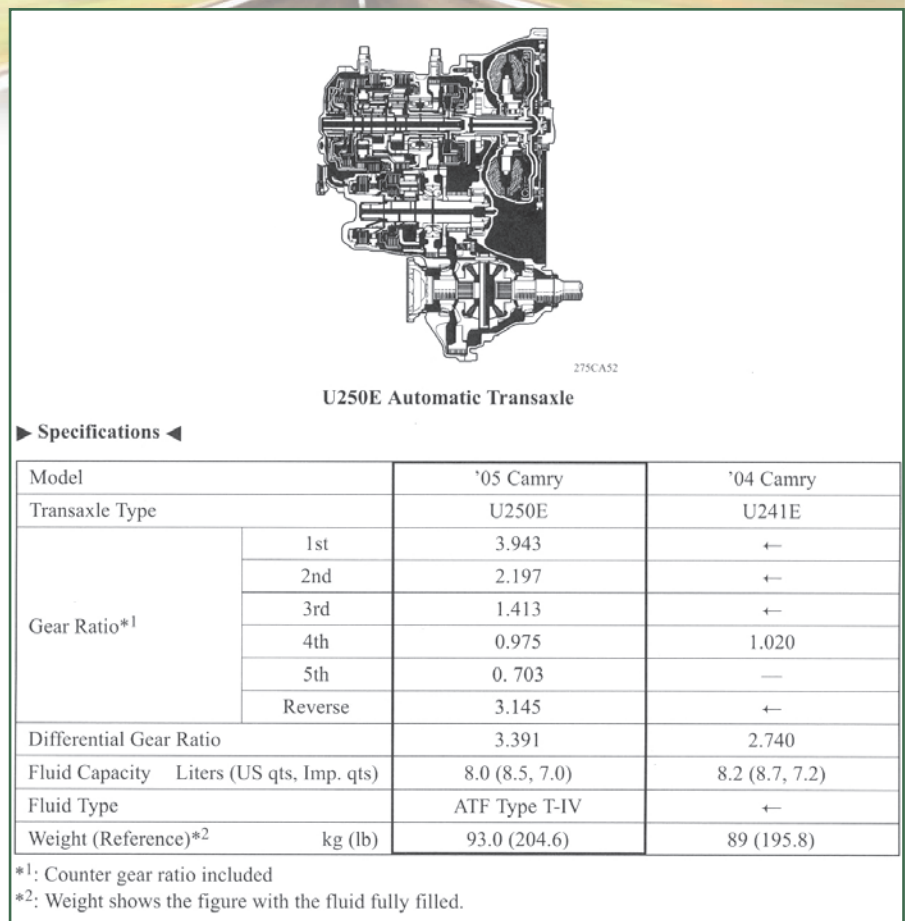 275CA52
U250E Automatic Transaxle
▶ Specifications ◀
Model '05 Camry '04 Camry
Transaxle Type U250E U241E
Gear Ratio*1
1st 3.943 ←
2nd 2.197 ←
3rd 1.413 ←
4th 0.975 1.020
5th 0. 703 —
Reverse 3.145 ←
Differential Gear Ratio 3.391 2.740
Fluid Capacity Liters (US qts, Imp. qts) 8.0 (8.5, 7.0) 8.2 (8.7, 7.2)
Fluid Type ATF Type T-IV ←
Weight (Reference)*2 kg (lb) 93.0 (204.6) 89 (195.8)
*1: Counter gear ratio included
*2: Weight shows the figure with the fluid fully filled.